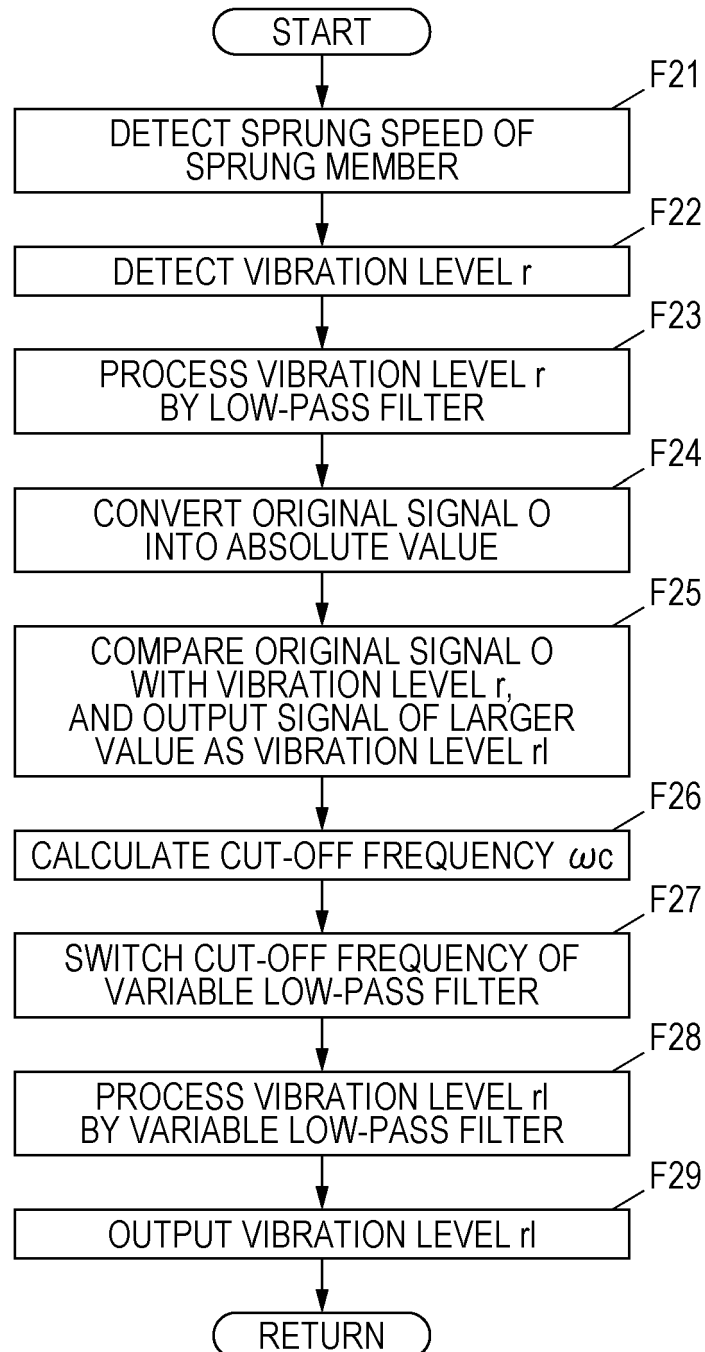 START
F21
DETECT SPRUNG SPEED OF
SPRUNG MEMBER
F22
DETECT VIBRATION LEVEL r
F23
PROCESS VIBRATION LEVEL r
BY LOW-PASS FILTER
F24
CONVERT ORIGINAL SIGNAL O
INTO ABSOLUTE VALUE
F25
COMPARE ORIGINAL SIGNAL O
WITH VIBRATION LEVEL r,
AND OUTPUT SIGNAL OF LARGER
VALUE AS VIBRATION LEVEL rl
F26
CALCULATE CUT-OFF FREQUENCY ωc
F27
SWITCH CUT-OFF FREQUENCY OF
VARIABLE LOW-PASS FILTER
F28
PROCESS VIBRATION LEVEL rl
BY VARIABLE LOW-PASS FILTER
F29
OUTPUT VIBRATION LEVEL rl
RETURN